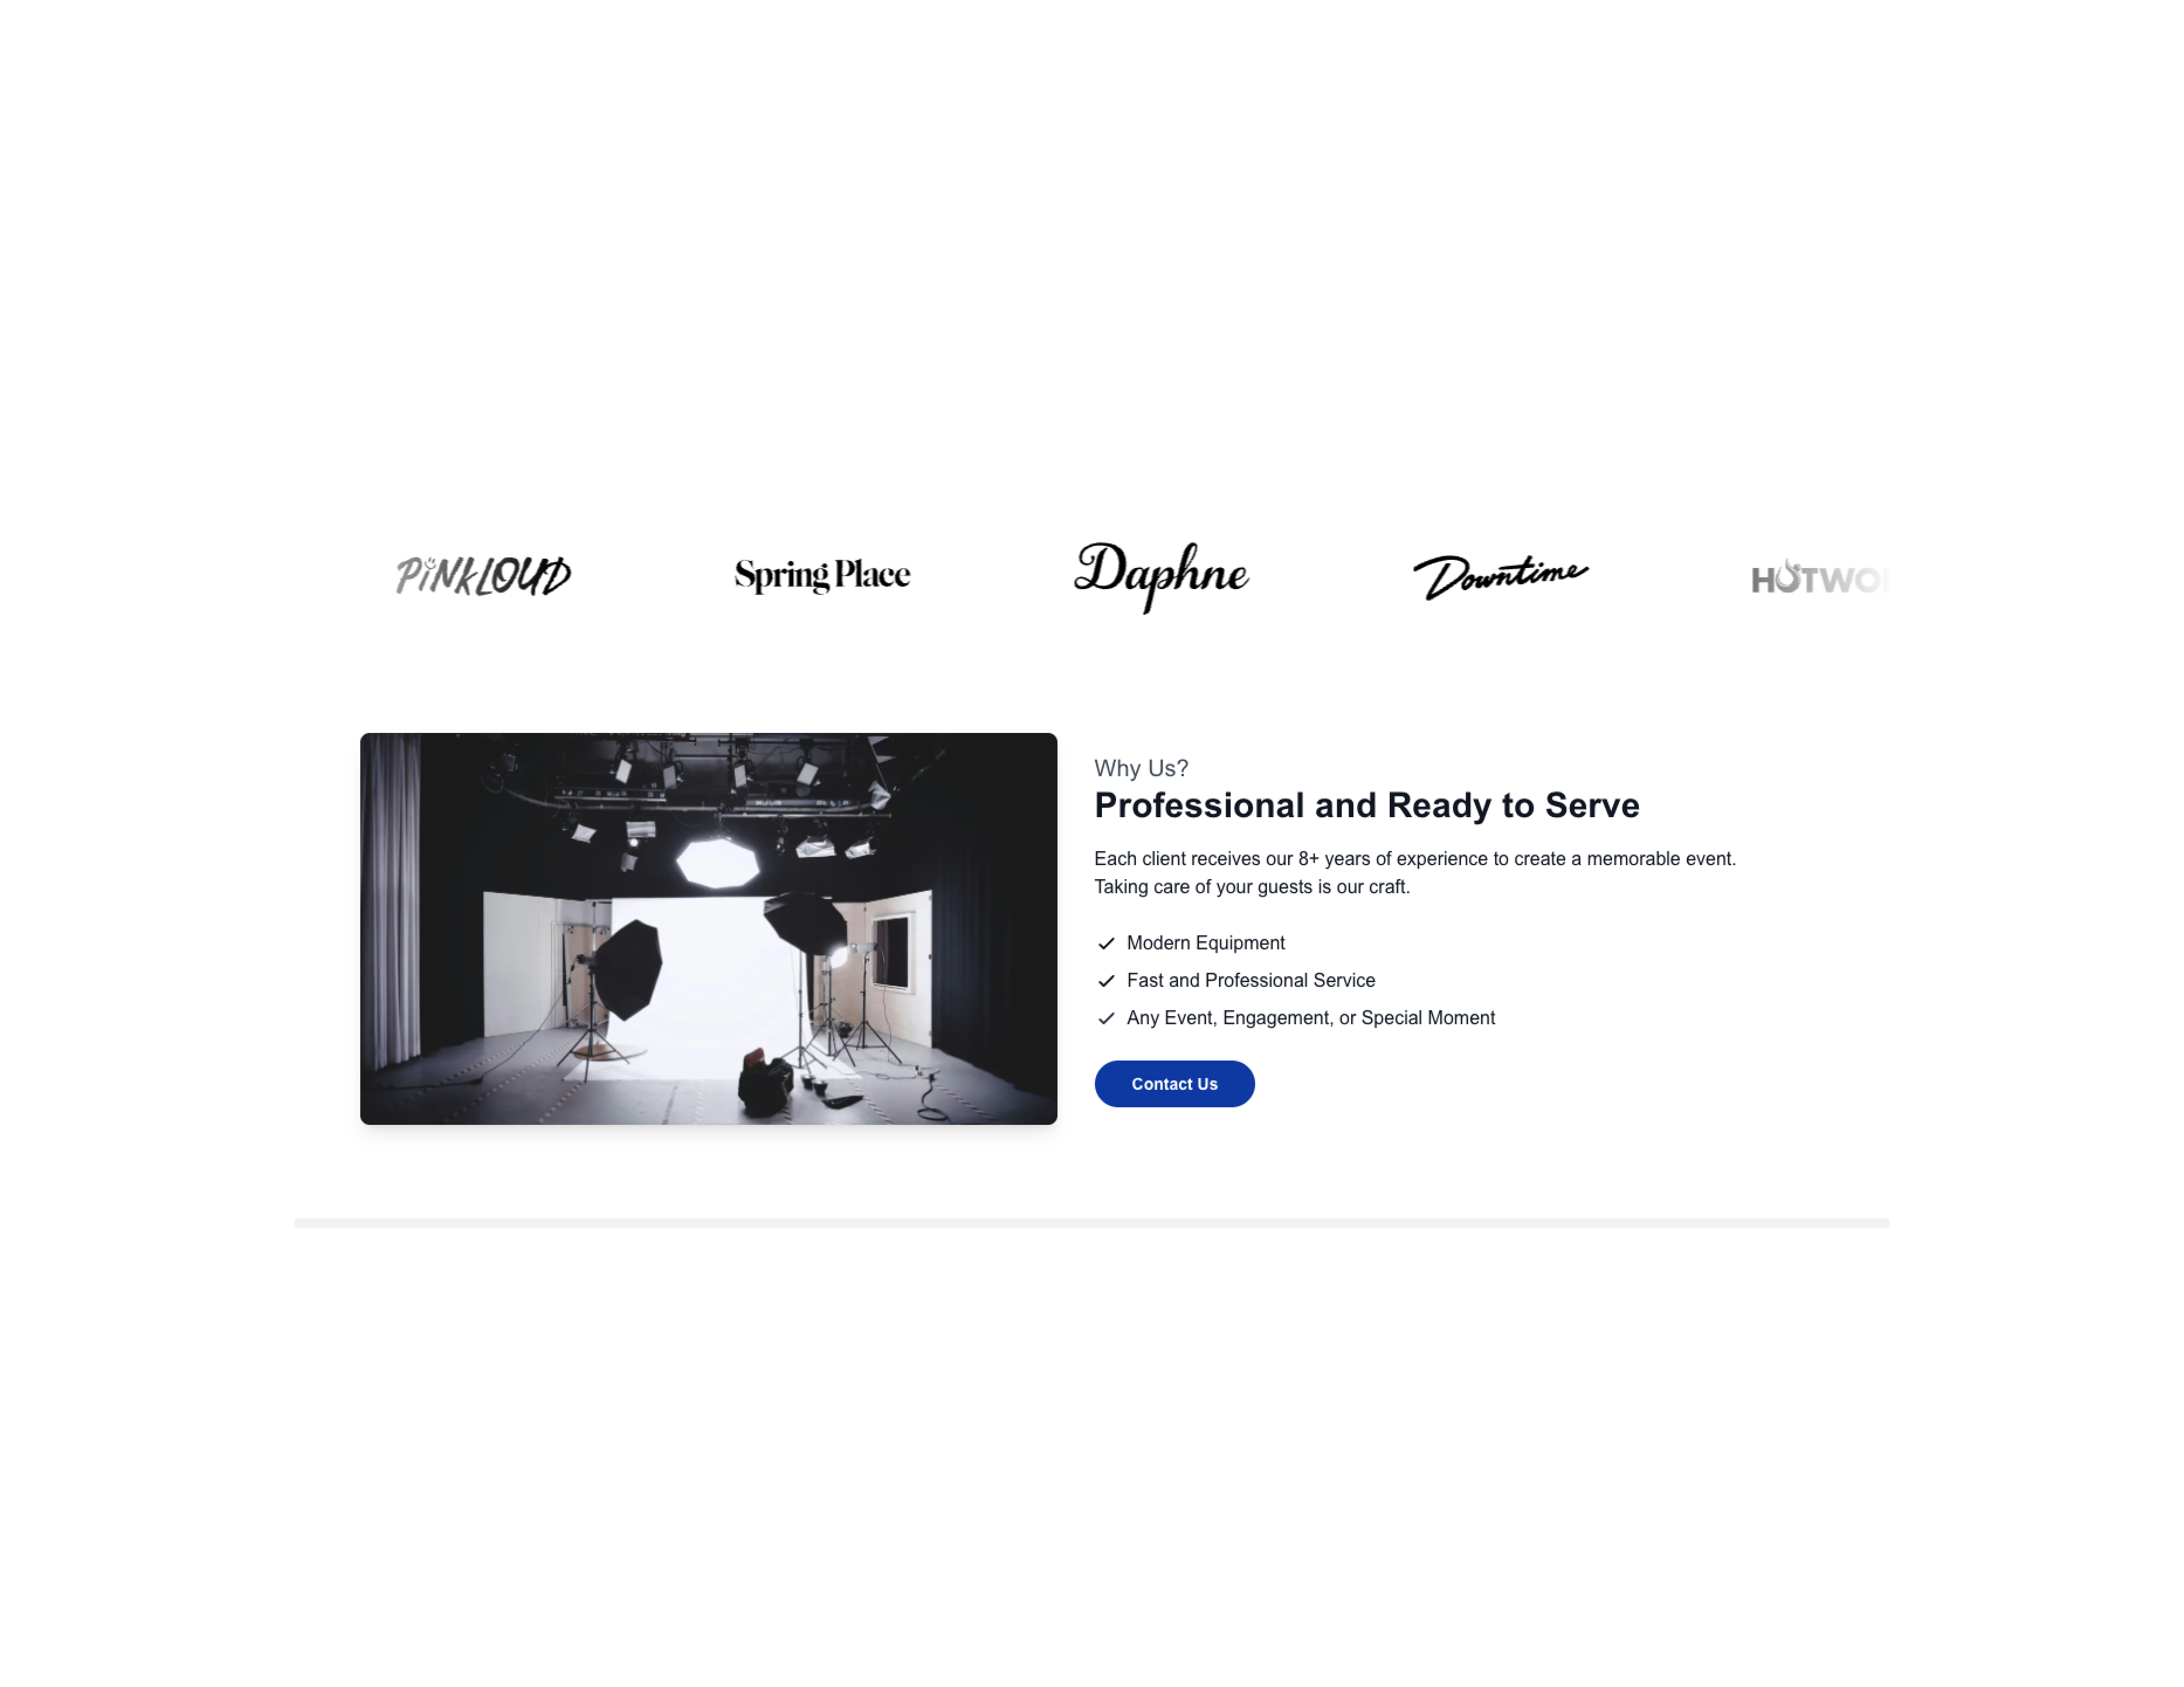 PINKLOUD
Spring Place
Daphne
Downtime
Why Us?
Professional and Ready to Serve
Each client receives our 8+ years of experience to create a memorable event.
Taking care of your guests is our craft.
Modern Equipment
Fast and Professional Service
Any Event, Engagement, or Special Moment
Contact Us